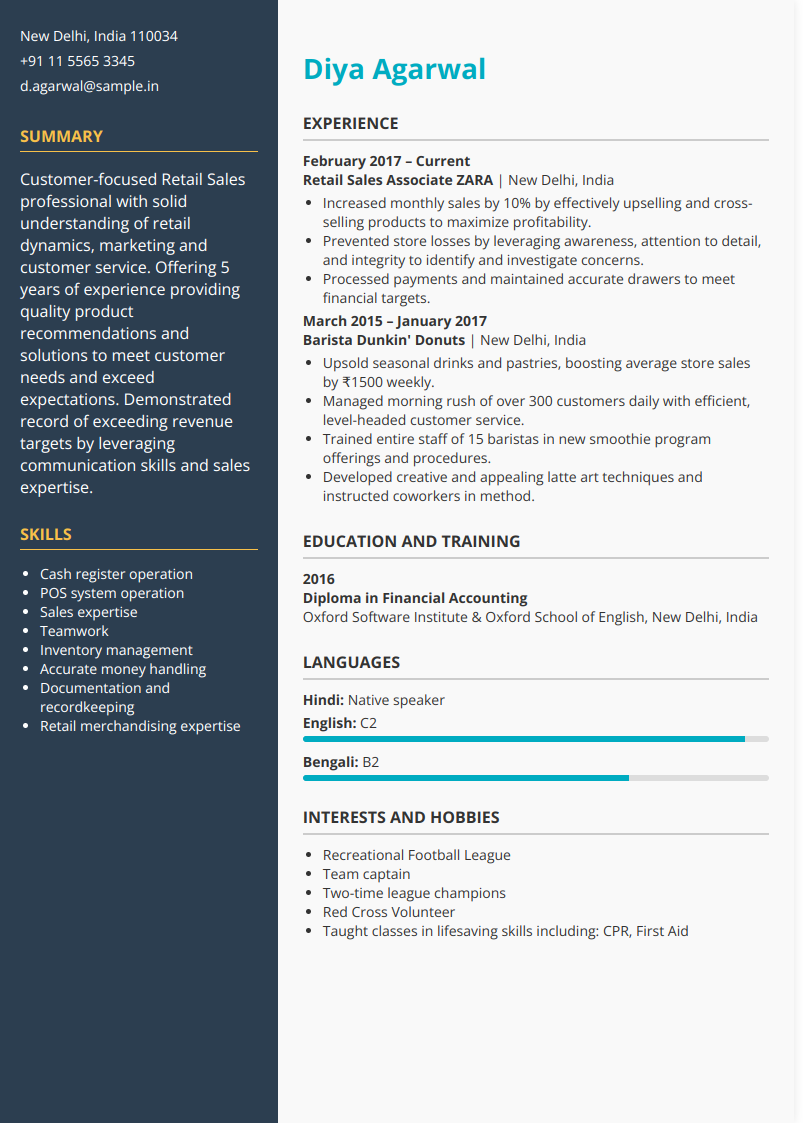 New Delhi, India 110034
+91 11 5565 3345
d.agarwal@sample.in
SUMMARY
Customer-focused Retail Sales
professional with solid
understanding of retail
dynamics, marketing and
customer service. Offering 5
years of experience providing
quality product
recommendations and
solutions to meet customer
needs and exceed
expectations. Demonstrated
record of exceeding revenue
targets by leveraging
communication skills and sales
expertise.
SKILLS
• Cash register operation
• POS system operation
• Sales expertise
• Teamwork
• Inventory management
• Accurate money handling
• Documentation and
recordkeeping
• Retail merchandising expertise
Diya Agarwal
EXPERIENCE
February 2017 – Current
Retail Sales Associate ZARA | New Delhi, India
• Increased monthly sales by 10% by effectively upselling and cross-
selling products to maximize profitability.
• Prevented store losses by leveraging awareness, attention to detail,
and integrity to identify and investigate concerns.
• Processed payments and maintained accurate drawers to meet
financial targets.
March 2015 – January 2017
Barista Dunkin' Donuts | New Delhi, India
• Upsold seasonal drinks and pastries, boosting average store sales
by ₹1500 weekly.
• Managed morning rush of over 300 customers daily with efficient,
level-headed customer service.
• Trained entire staff of 15 baristas in new smoothie program
offerings and procedures.
• Developed creative and appealing latte art techniques and
instructed coworkers in method.
EDUCATION AND TRAINING
2016
Diploma in Financial Accounting
Oxford Software Institute & Oxford School of English, New Delhi, India
LANGUAGES
Hindi: Native speaker
English: C2
Bengali: B2
INTERESTS AND HOBBIES
• Recreational Football League
• Team captain
• Two-time league champions
• Red Cross Volunteer
• Taught classes in lifesaving skills including: CPR, First Aid